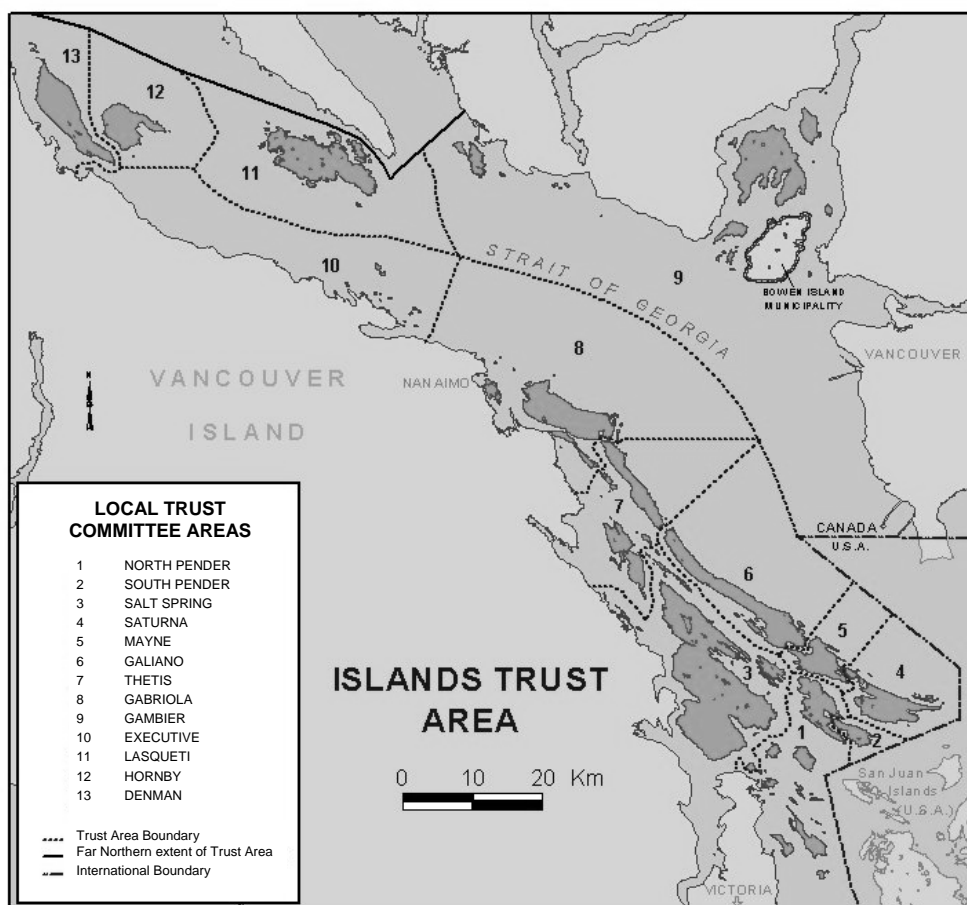 13
12
11
10
STRAIT OF GEORGIA
9
BOWEN ISLAND
MUNICIPALITY
8
VANCOUVER
VANCOUVER
ISLAND
NANAIMO
N
7
CANADA
U.S.A.
6
5
4
3
2
1
ISLANDS TRUST
AREA
0 10 20 Km
San Juan
Islands
(U.S.A.)
VICTORIA
LOCAL TRUST
COMMITTEE AREAS
1 NORTH PENDER
2 SOUTH PENDER
3 SALT SPRING
4 SATURNA
5 MAYNE
6 GALIANO
7 THETIS
8 GABRIOLA
9 GAMBIER
10 EXECUTIVE
11 LASQUETI
12 HORNBY
13 DENMAN
Trust Area Boundary
Far Northern extent of Trust Area
International Boundary